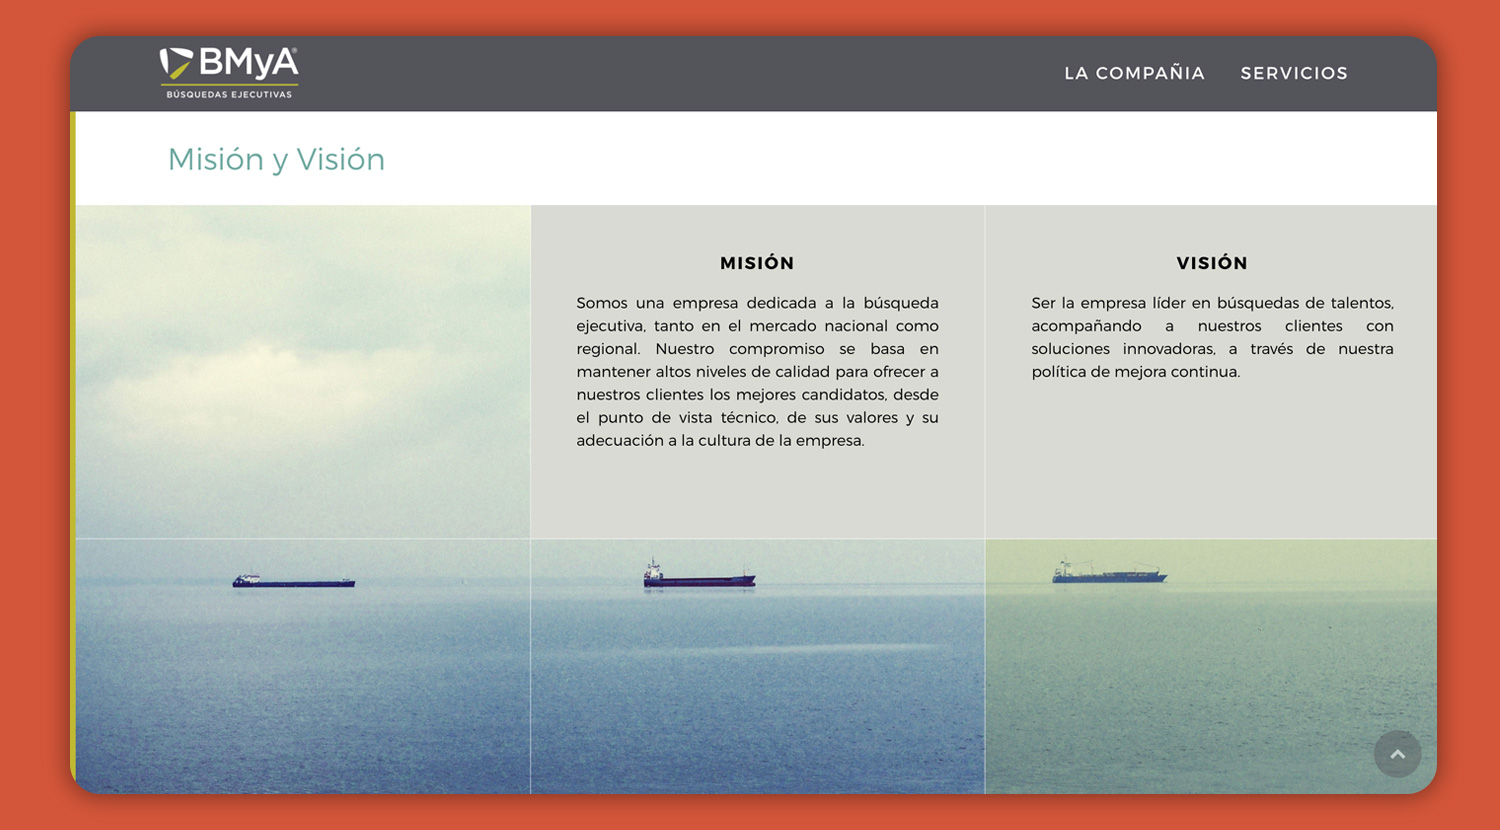 BMyA®
BÚSQUEDAS EJECUTIVAS
LA COMPAÑIA
SERVICIOS
Misión y Visión
MISIÓN
Somos una empresa dedicada a la búsqueda
ejecutiva, tanto en el mercado nacional como
regional. Nuestro compromiso se basa en
mantener altos niveles de calidad para ofrecer a
nuestros clientes los mejores candidatos, desde
el punto de vista técnico, de sus valores y su
adecuación a la cultura de la empresa.
VISIÓN
Ser la empresa líder en búsquedas de talentos,
acompañando a nuestros clientes con
soluciones innovadoras, a través de nuestra
política de mejora continua.